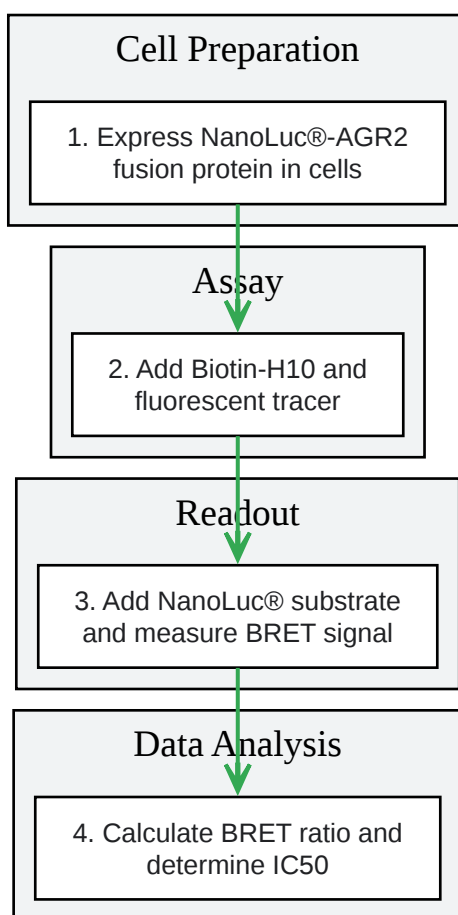 Cell Preparation
1. Express NanoLuc®-AGR2
fusion protein in cells
Assay
2. Add Biotin-H10 and
fluorescent tracer
Readout
3. Add NanoLuc® substrate
and measure BRET signal
Data Analysis
4. Calculate BRET ratio and
determine IC50